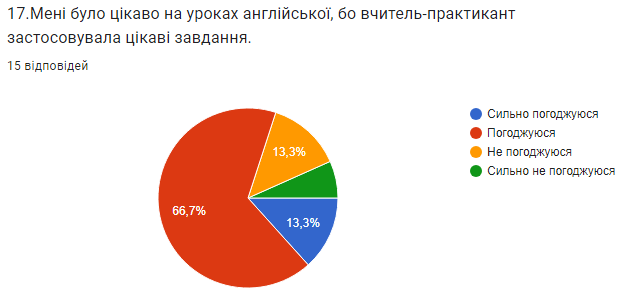 17.Мені було цікаво на уроках англійської, бо вчитель-практикант
застосовувала цікаві завдання.
15 відповідей
Сильно погоджуюся
Погоджуюся
Не погоджуюся
Сильно не погоджуюся
13,3%
66,7%
13,3%